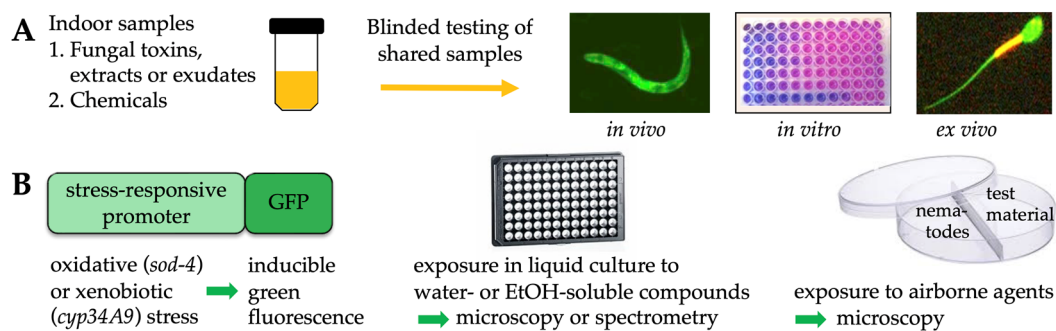 A
Indoor samples
1. Fungal toxins,
extracts or exudates
2. Chemicals
Blinded testing of
shared samples
in vivo
in vitro
ex vivo
B
stress-responsive
promoter
GFP
oxidative (sod-4)
or xenobiotic
(cyp34A9) stress
inducible
green
fluorescence
exposure in liquid culture to
water- or EtOH-soluble compounds
microscopy or spectrometry
nema-
todes
test
material
exposure to airborne agents
microscopy